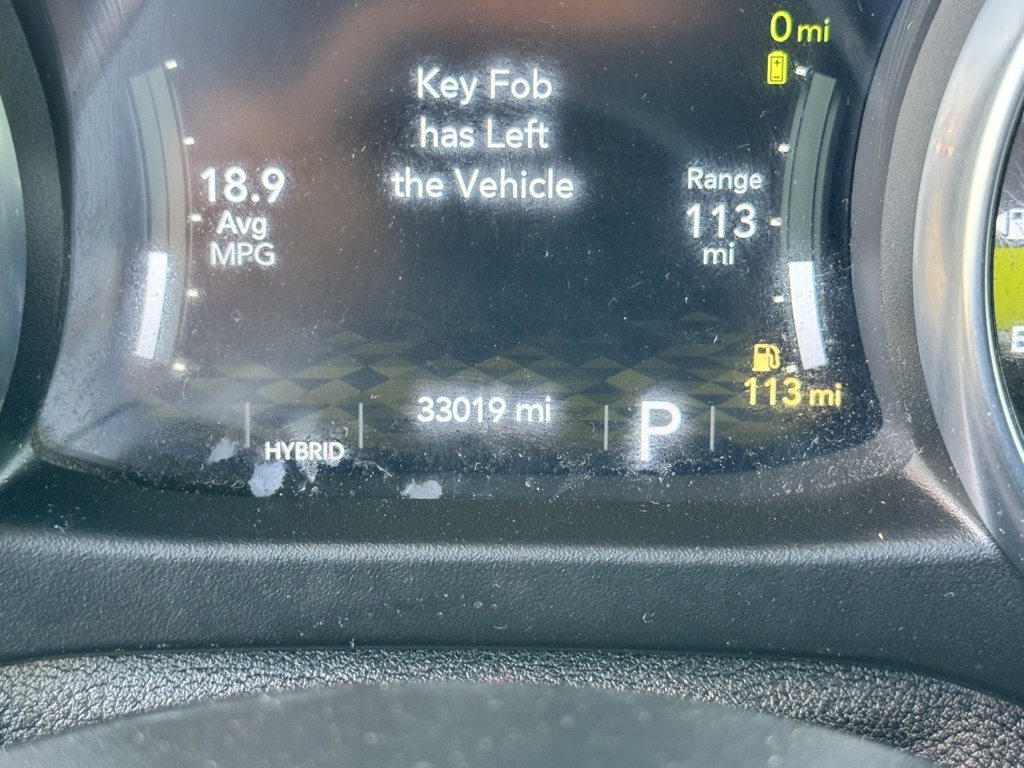 0 mi
Key Fob
has Left
the Vehicle
18.9
Avg
MPG
Range
113
mi
113 mi
33019 mi
P
HYBRID